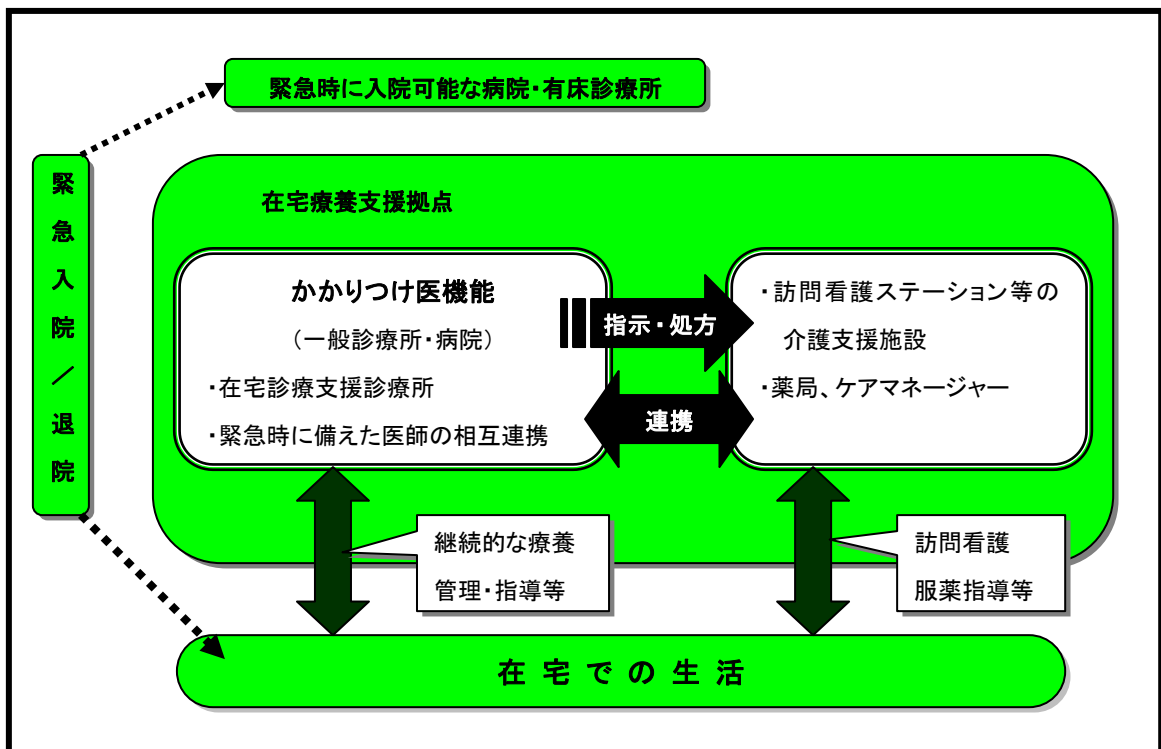 緊急時に入院可能な病院・有床診療所
緊急入院／退院
在宅療養支援拠点
かかりつけ医機能
（一般診療所・病院）
・在宅診療支援診療所
・緊急時に備えた医師の相互連携
指示・処方
連携
・訪問看護ステーション等の
介護支援施設
・薬局、ケアマネージャー
継続的な療養
管理・指導等
訪問看護
服薬指導等
在宅での生活